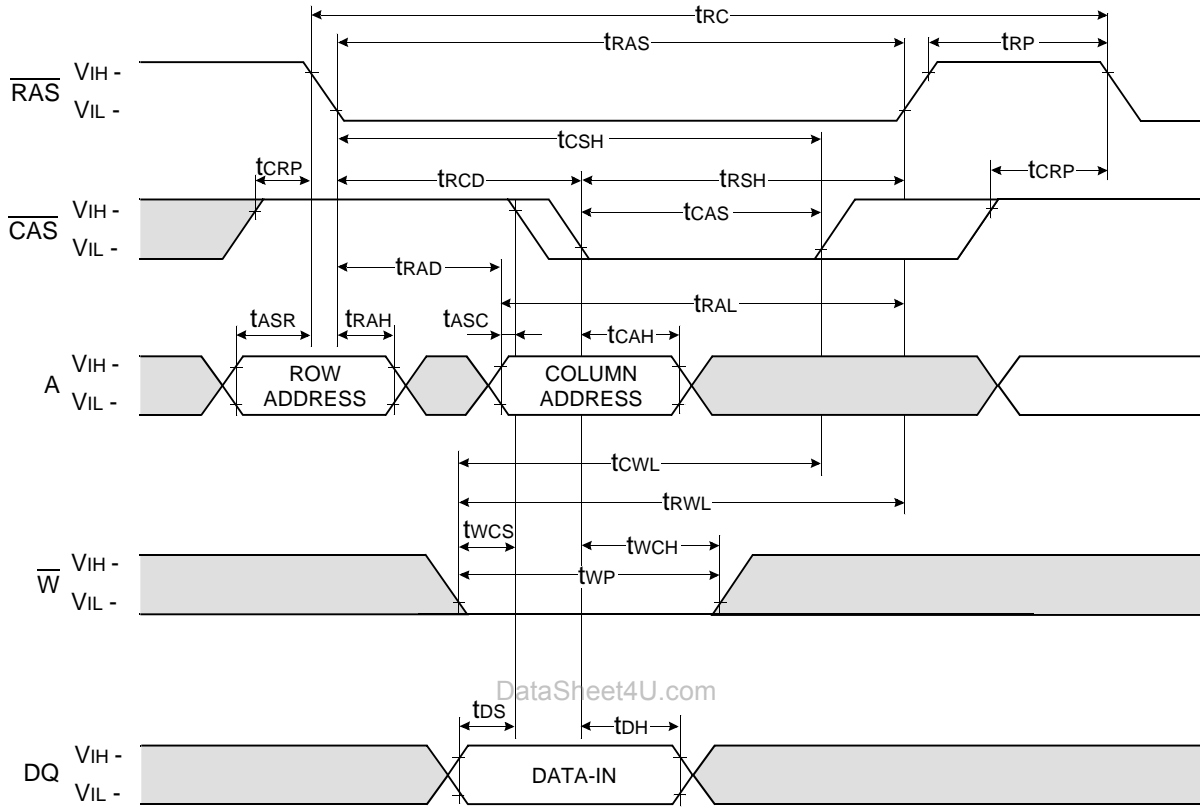 tRC
tRAS
tRP
RAS
VIH -
VIL -
tCSH
tCRP
tRCD
tRSH
tCRP
CAS
VIH -
VIL -
tCAS
tRAD
tRAL
tASR
tRAH
tASC
tCAH
A
VIH -
VIL -
ROW
ADDRESS
COLUMN
ADDRESS
tCWL
tRWL
tWCS
tWCH
W
VIH -
VIL -
tWP
DataSheet4U.com
tDS
tDH
DQ
VIH -
VIL -
DATA-IN